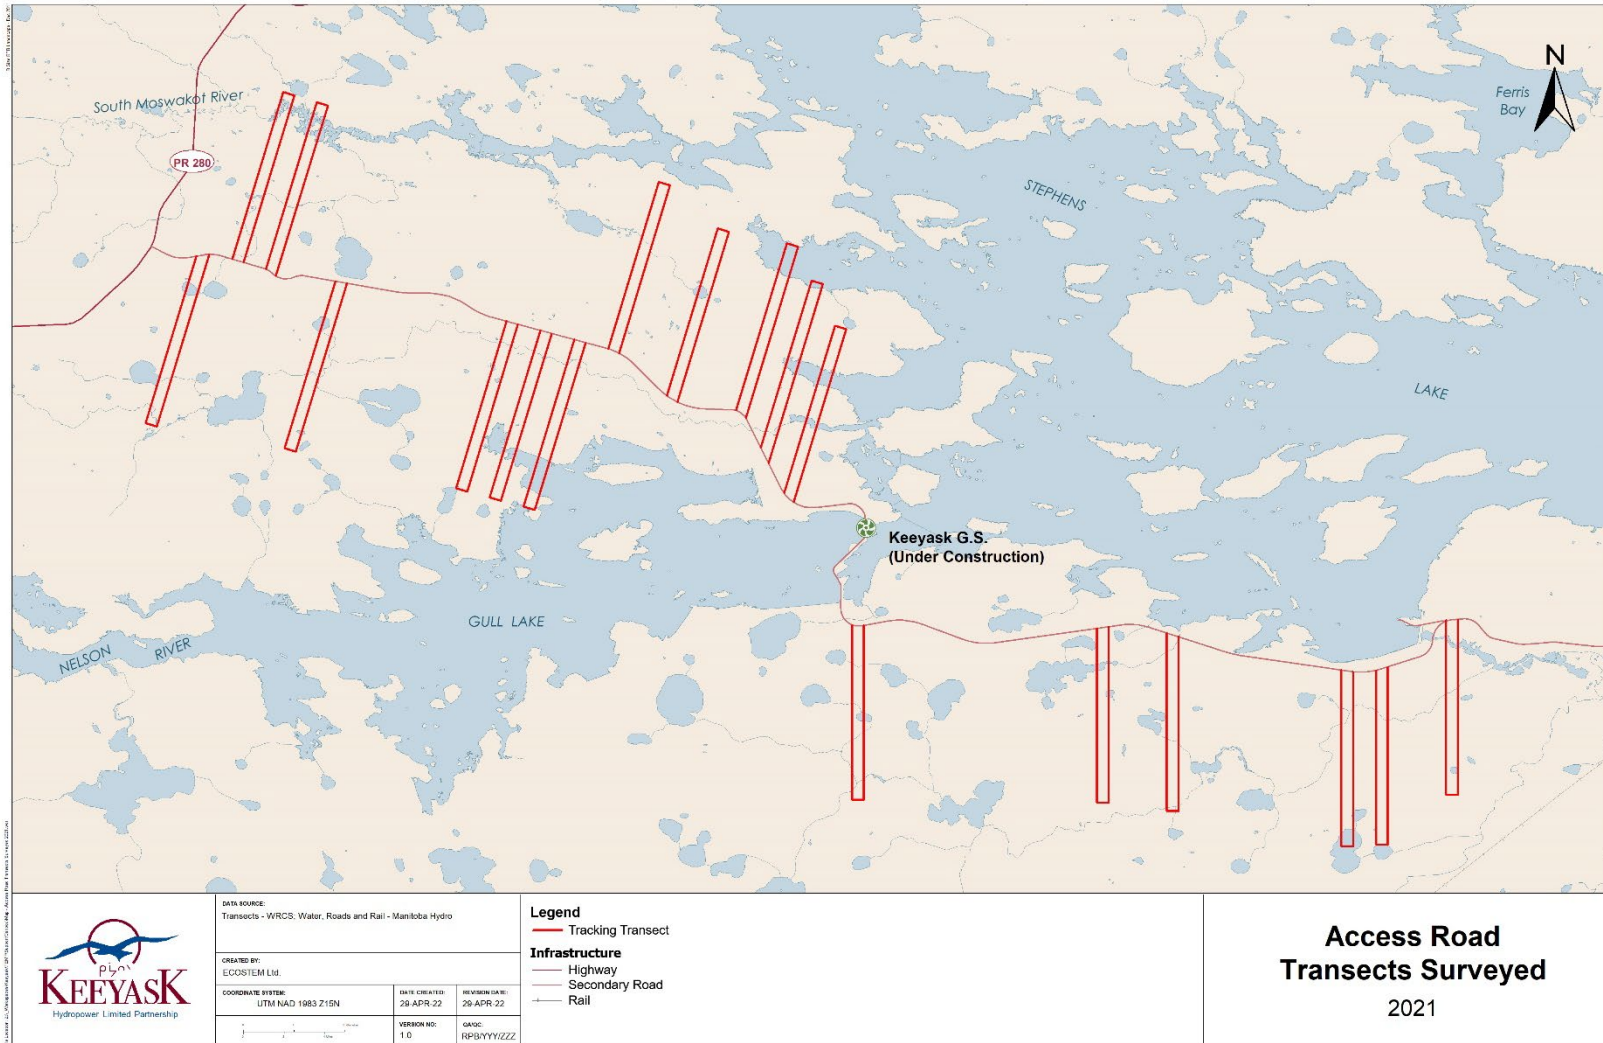 South Moswakot River
PR 280
N
Ferris
Bay
STEPHENS
LAKE
Keeyask G.S.
(Under Construction)
GULL LAKE
NELSON
RIVER
KEEYASK
Hydropower Limited Partnership
DATA SOURCE:
Transects - WRCS; Water, Roads and Rail - Manitoba Hydro
CREATED BY:
ECOSTEM Ltd.
COORDINATE SYSTEM:
UTM NAD 1983 Z15N
DATE CREATED:
29-APR-22
REVISION DATE:
29-APR-22
VERSION NO:
1.0
QA/QC:
RPB/YYY/ZZZ
Legend
Tracking Transect
Infrastructure
Highway
Secondary Road
Rail
Access Road
Transects Surveyed
2021